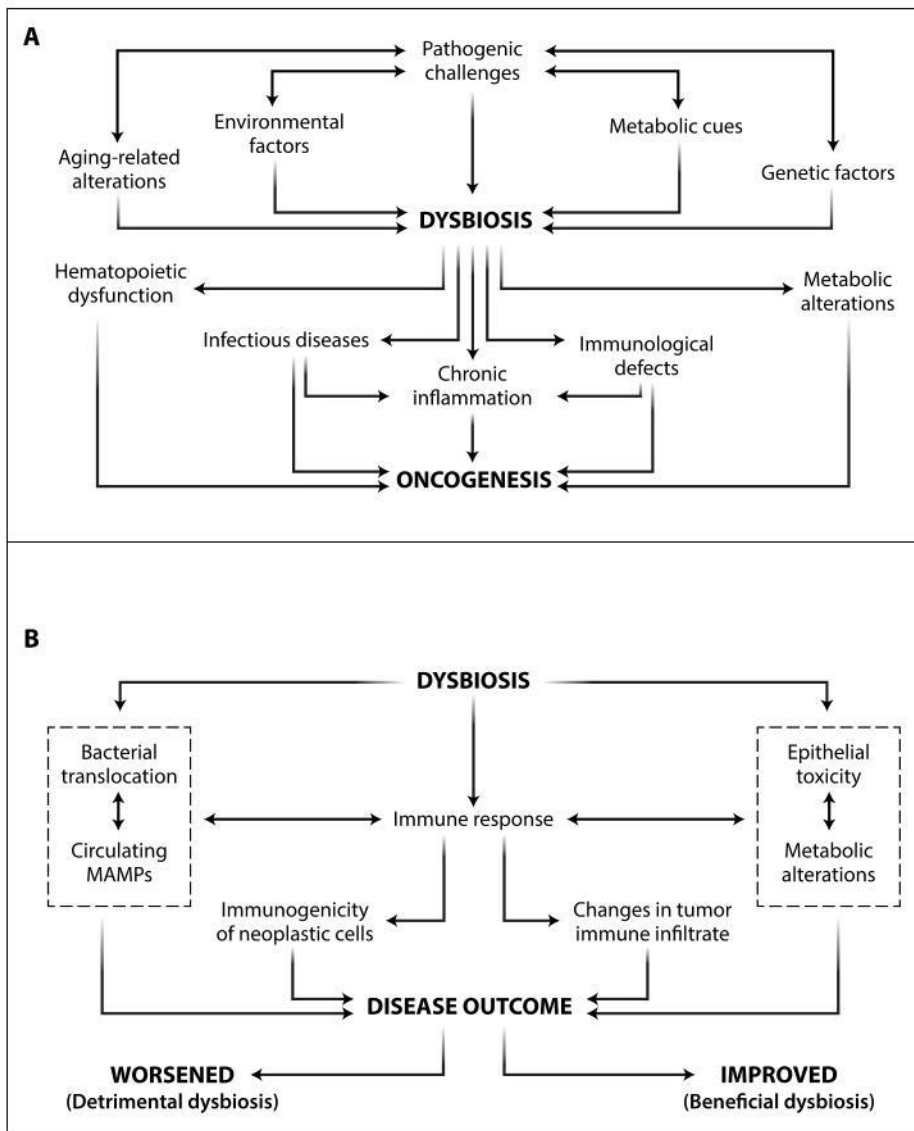 A
Pathogenic
challenges
Environmental
factors
Metabolic cues
Aging-related
alterations
Genetic factors
DYSBIOSIS
Hematopoietic
dysfunction
Metabolic
alterations
Infectious diseases
Immunological
defects
Chronic
inflammation
ONCOGENESIS
B
DYSBIOSIS
Bacterial
translocation
Circulating
MAMPs
Epithelial
toxicity
Metabolic
alterations
Immune response
Immunogenicity
of neoplastic cells
Changes in tumor
immune infiltrate
DISEASE OUTCOME
WORSENED
(Detrimental dysbiosis)
IMPROVED
(Beneficial dysbiosis)